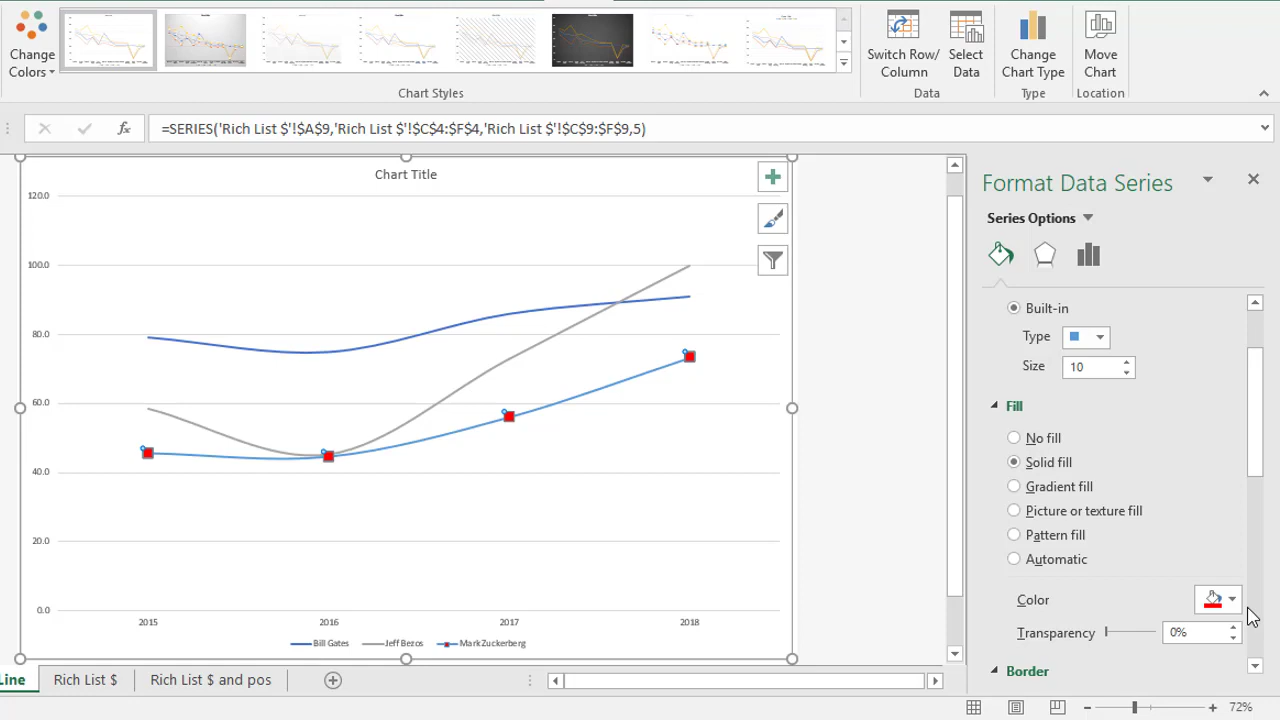 Change
Colors
Switch Row/
Column
Select
Data
Change
Chart Type
Move
Chart
Chart Styles
Data
Type
Location
fx
=SERIES('Rich List $'!$A$9,'Rich List $'!$C$4:$F$4,'Rich List $'!$C$9:$F$9,5)
Chart Title
120.0
100.0
80.0
60.0
40.0
20.0
0.0
2015
2016
2017
2018
Bill Gates
Jeff Bezos
Mark Zuckerberg
Format Data Series
Series Options
Built-in
Type
Size
10
Fill
No fill
Solid fill
Gradient fill
Picture or texture fill
Pattern fill
Automatic
Color
Transparency
0%
Border
Line
Rich List $
Rich List $ and pos
72%